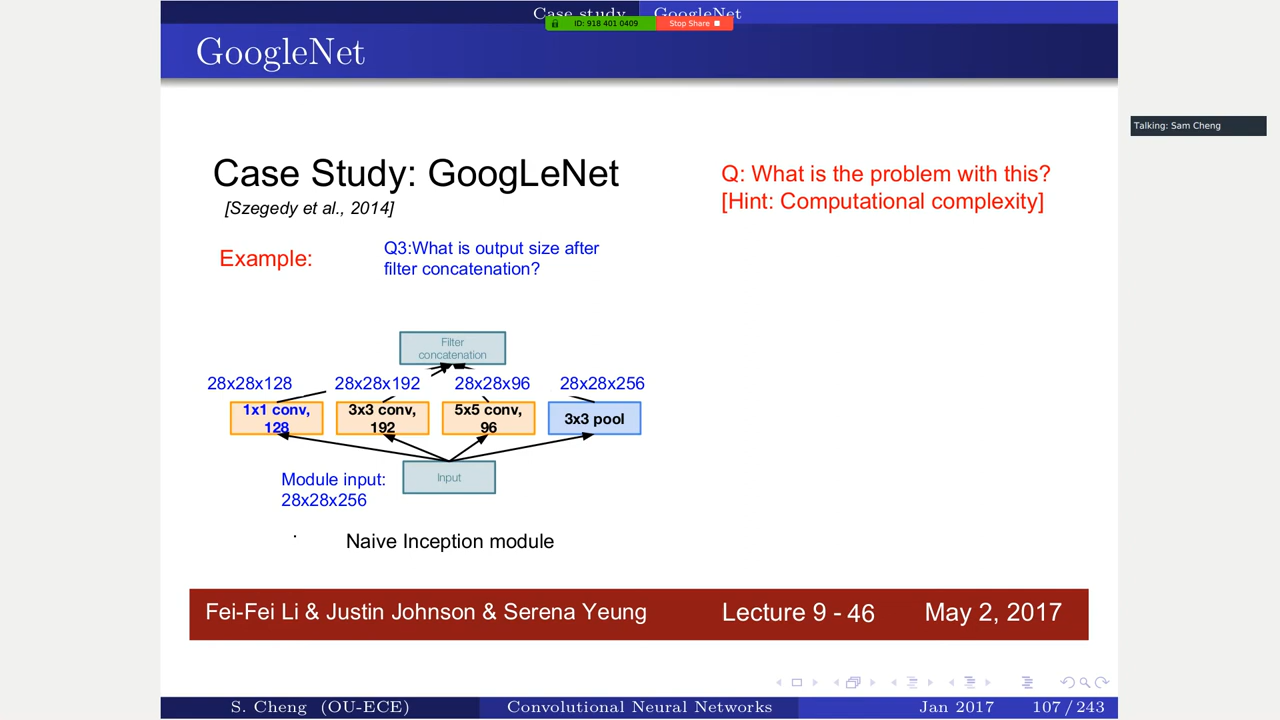 Case study GoogLeNet
ID: 918 401 0409 Stop Share
GoogleNet
Talking: Sam Cheng
Case Study: GoogLeNet
[Szegedy et al., 2014]
Q: What is the problem with this?
[Hint: Computational complexity]
Example:
Q3:What is output size after
filter concatenation?
Filter
concatenation
28x28x128 28x28x192 28x28x96 28x28x256
1x1 conv,
128
3x3 conv,
192
5x5 conv,
96
3x3 pool
Module input:
28x28x256
Input
Naive Inception module
Fei-Fei Li & Justin Johnson & Serena Yeung Lecture 9 - 46 May 2, 2017
S. Cheng (OU-ECE) Convolutional Neural Networks Jan 2017 107 / 243